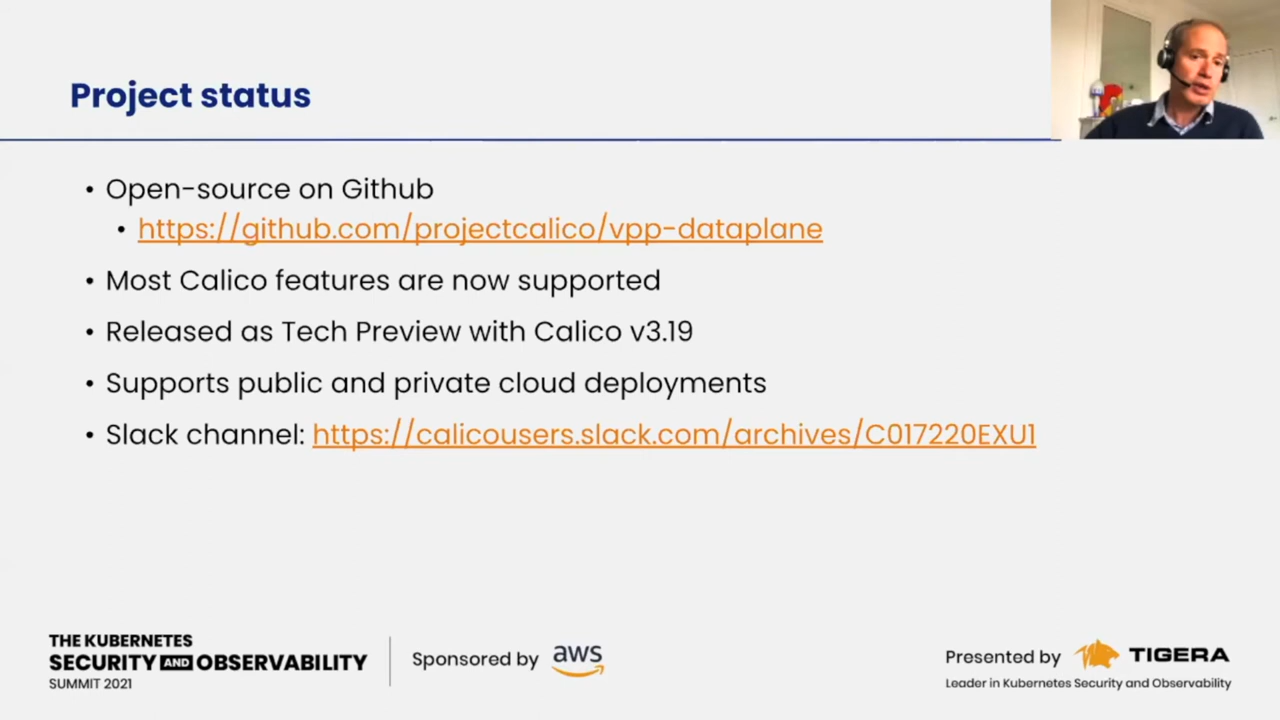 Project status
• Open-source on Github
• https://github.com/projectcalico/vpp-dataplane
• Most Calico features are now supported
• Released as Tech Preview with Calico v3.19
• Supports public and private cloud deployments
• Slack channel: https://calicousers.slack.com/archives/C017220EXU1
THE KUBERNETES
SECURITY AND OBSERVABILITY
SUMMIT 2021
Sponsored by aws
Presented by TIGERA
Leader in Kubernetes Security and Observability